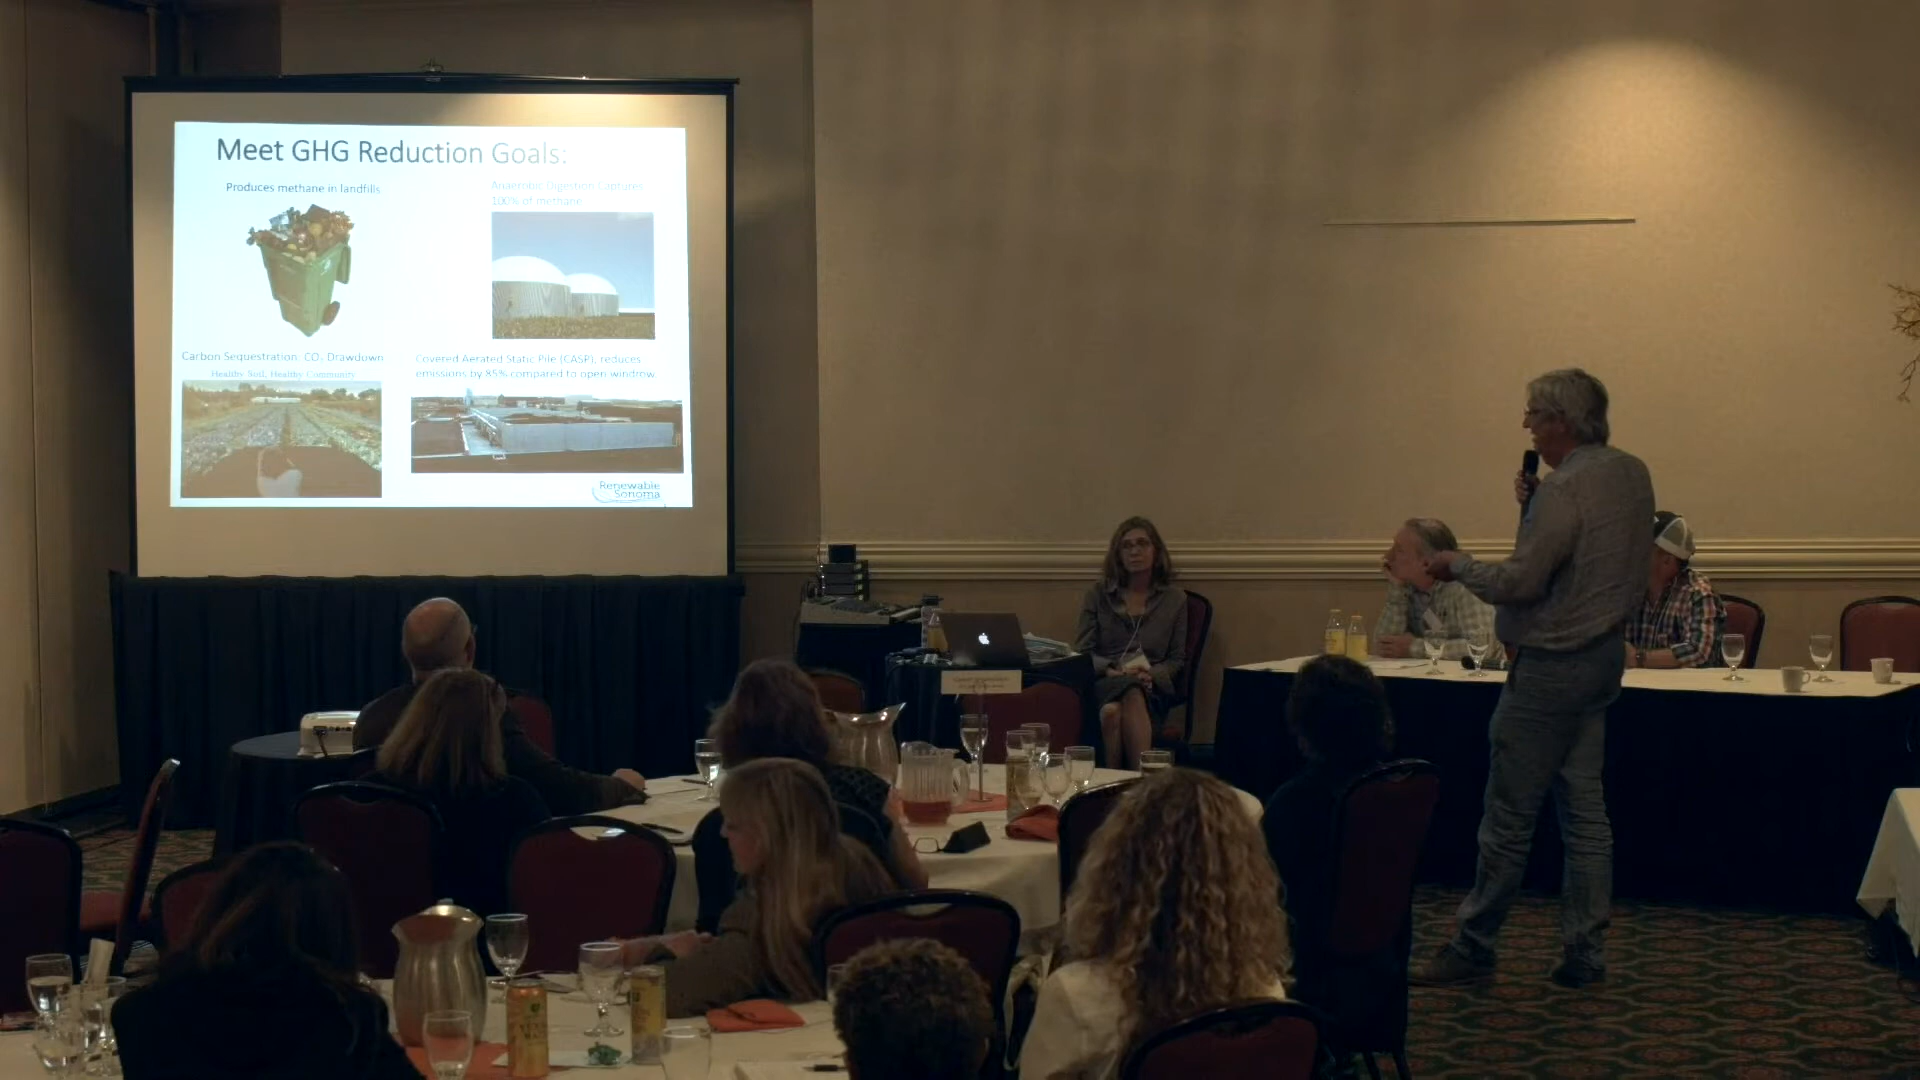 Meet GHG Reduction Goals:
Produces methane in landfills
Anaerobic Digestion Captures
100% of methane
Carbon Sequestration: CO₂ Drawdown
Healthy Soil, Healthy Community
Covered Aerated Static Pile (CASP), reduces
emissions by 85% compared to open windrow
Renewable
Sonoma